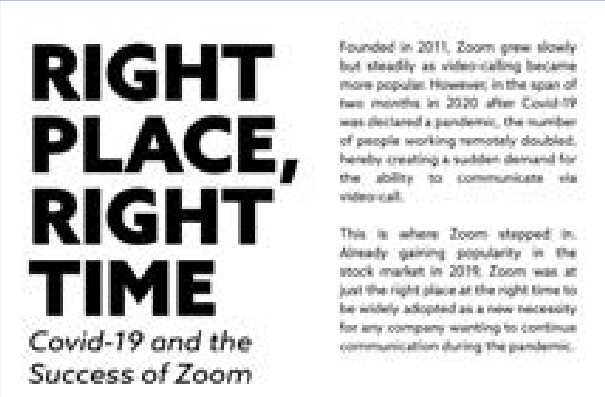 RIGHT
PLACE,
RIGHT
TIME
Covid-19 and the
Success of Zoom
Founded in 2011, Zoom grew slowly
but steadily as video-calling became
more popular. However, in the span of
two months in 2020 after Covid-19
was declared a pandemic, the number
of people working remotely doubled,
hereby creating a sudden demand for
the ability to communicate via
video-call.
This is where Zoom stepped in.
Already gaining popularity in the
stock market in 2019, Zoom was at
just the right place at the right time to
be widely adopted as a new necessity
for any company wanting to continue
communication during the pandemic.